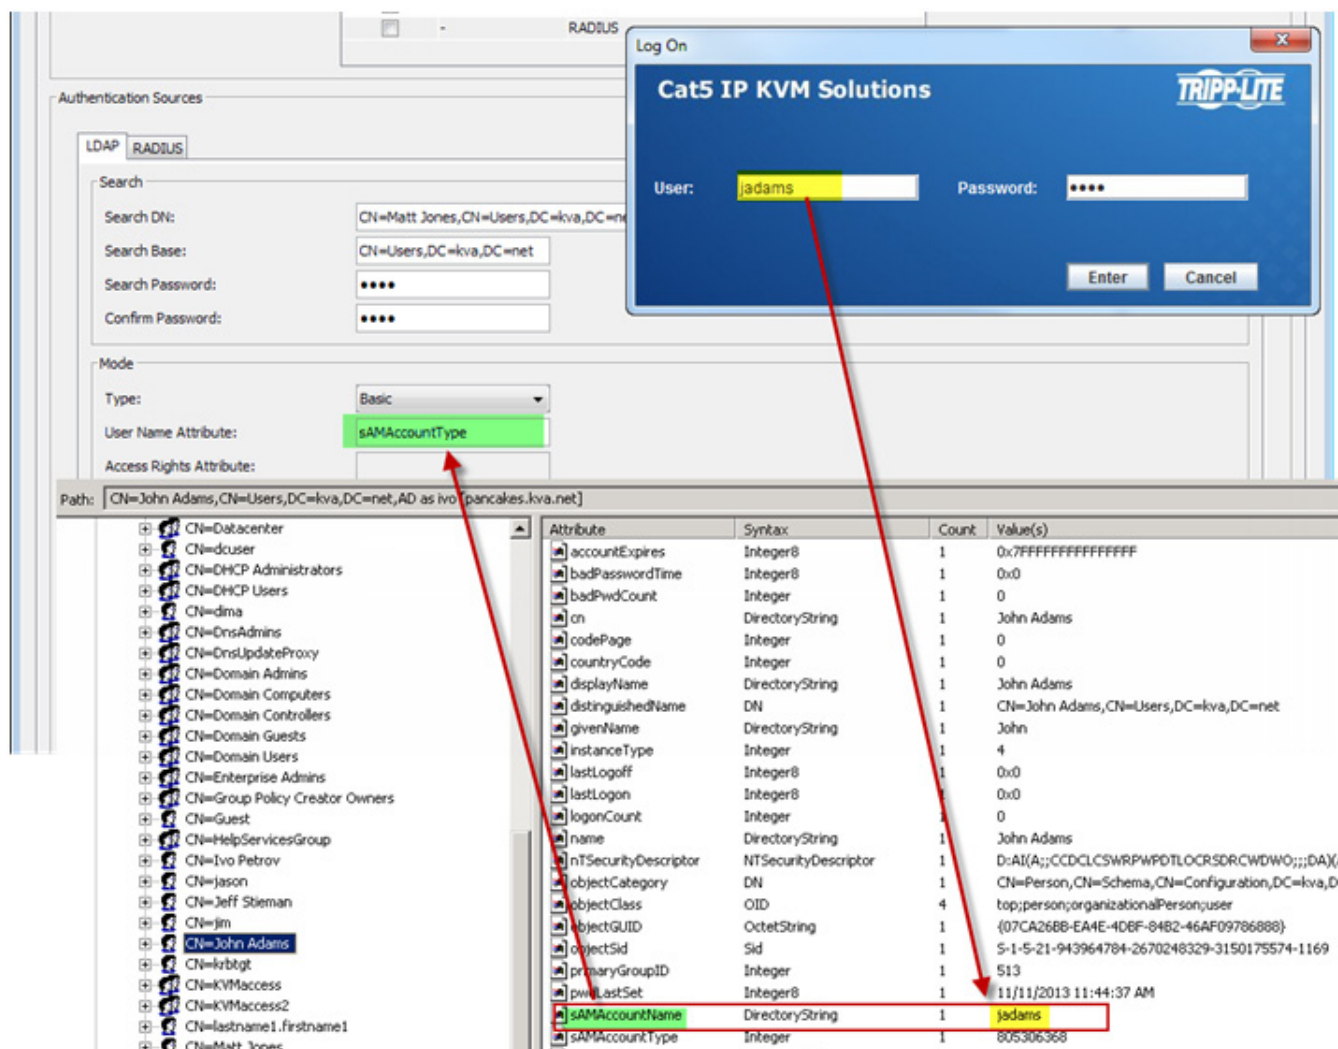 - RADIUS
Log On
Cat5 IP KVM Solutions TRIPP-LITE
User: jadams Password: ••••
Enter Cancel
Authentication Sources
LDAP RADIUS
Search
Search DN: CN=Matt Jones,CN=Users,DC=kva,DC=ne
Search Base: CN=Users,DC=kva,DC=net
Search Password: ••••
Confirm Password: ••••
Mode
Type: Basic
User Name Attribute: sAMAccountType
Access Rights Attribute:
Path: CN=John Adams,CN=Users,DC=kva,DC=net,AD as ivo [pancakes.kva.net]
CN=Datacenter
CN=dcuser
CN=DHCP Administrators
CN=DHCP Users
CN=dima
CN=DnsAdmins
CN=DnsUpdateProxy
CN=Domain Admins
CN=Domain Computers
CN=Domain Controllers
CN=Domain Guests
CN=Domain Users
CN=Enterprise Admins
CN=Group Policy Creator Owners
CN=Guest
CN=HelpServicesGroup
CN=Ivo Petrov
CN=jason
CN=Jeff Stieman
CN=jim
CN=John Adams
CN=krbtgt
CN=KVMaccess
CN=KVMaccess2
CN=lastname1.firstname1
CN=Matt Jones
Attribute Syntax Count Value(s)
accountExpires Integer8 1 0x7FFFFFFFFFFFFFFF
badPasswordTime Integer8 1 0x0
badPwdCount Integer 1 0
cn DirectoryString 1 John Adams
codePage Integer 1 0
countryCode Integer 1 0
displayName DirectoryString 1 John Adams
distinguishedName DN 1 CN=John Adams,CN=Users,DC=kva,DC=net
givenName DirectoryString 1 John
instanceType Integer 1 4
lastLogoff Integer8 1 0x0
lastLogon Integer8 1 0x0
logonCount Integer 1 0
name DirectoryString 1 John Adams
nTSecurityDescriptor NTSecurityDescriptor 1 D:AI(A;;CCDCLCSWRPWPDTLOCRSDRCWDWO;;;DA)(
objectCategory DN 1 CN=Person,CN=Schema,CN=Configuration,DC=kva,D
objectClass OID 4 top;person;organizationalPerson;user
objectGUID OctetString 1 {07CA26BB-EA4E-4DBF-84B2-46AF09786888}
objectSid Sid 1 S-1-5-21-943964784-2670248329-3150175574-1169
primaryGroupID Integer 1 513
pwdLastSet Integer8 1 11/11/2013 11:44:37 AM
sAMAccountName DirectoryString 1 jadams
sAMAccountType Integer 1 805306368